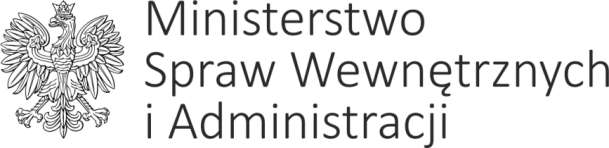 Ministerstwo
Spraw Wewnętrznych
i Administracji